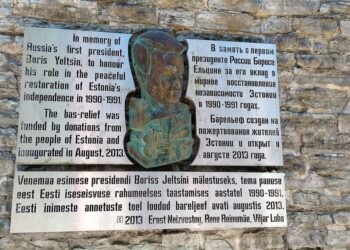 In memory of
Russia's first president,
Boris Yeltsin, to honour
his role in the peaceful
restoration of Estonia's
independence in 1990-1991.
The bas-relief was
funded by donations from
the people of Estonia and
inaugurated in August, 2013.
В память о первом
президенте России Борисе
Ельцине за его вклад в
мирное восстановление
независимости Эстонии
в 1990-1991 годах.
Барельеф создан на
пожертвования жителей
Эстонии и открыт в
августе 2013 года.
Venemaa esimese presidendi Boriss Jeltsini mälestuseks, tema panuse
eest Eesti iseseisvuse rahumeelses taastamises aastatel 1990-1991.
Eesti inimeste annetuste toel loodud bareljeef avati augustis 2013.
© 2013 Ernst Neizvestny, Rene Reinmäe, Viljar Lohn